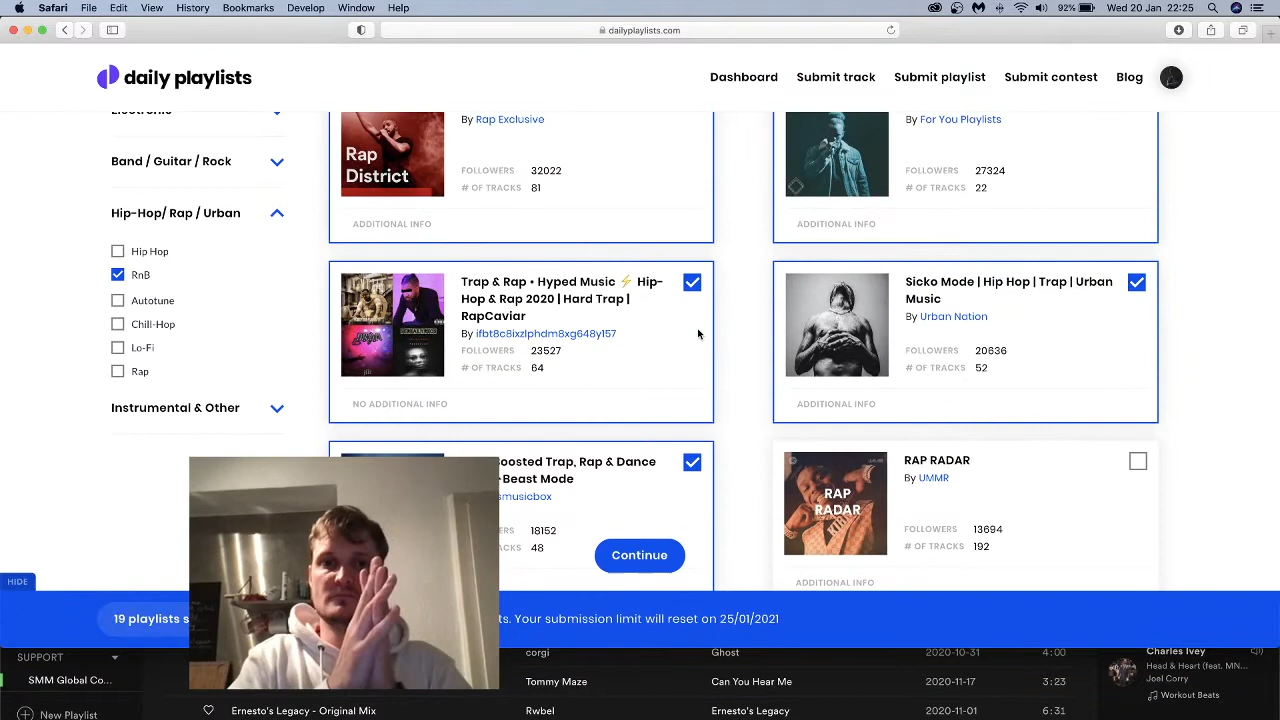 Safari File Edit View History Bookmarks Develop Window Help
92% Wed 20 Jan 22:25
dailyplaylists.com
daily playlists
Dashboard Submit track Submit playlist Submit contest Blog
Electronic
Band / Guitar / Rock
Hip-Hop/ Rap / Urban
Hip Hop
RnB
Autotune
Chill-Hop
Lo-Fi
Rap
Instrumental & Other
Rap
District
By Rap Exclusive
FOLLOWERS 32022
# OF TRACKS 81
ADDITIONAL INFO
By For You Playlists
FOLLOWERS 27324
# OF TRACKS 22
ADDITIONAL INFO
Trap & Rap • Hyped Music ⚡ Hip-
Hop & Rap 2020 | Hard Trap |
RapCaviar
By ifbt8c8ixzlphdm8xg648y157
FOLLOWERS 23527
# OF TRACKS 64
NO ADDITIONAL INFO
Sicko Mode | Hip Hop | Trap | Urban
Music
By Urban Nation
FOLLOWERS 20636
# OF TRACKS 52
ADDITIONAL INFO
Boosted Trap, Rap & Dance
Beast Mode
smusicbox
ERS 18152
ACKS 48
Continue
RAP RADAR
By UMMR
RAP
RADAR
FOLLOWERS 13694
# OF TRACKS 192
ADDITIONAL INFO
HIDE
19 playlists s
ts. Your submission limit will reset on 25/01/2021
SUPPORT
SMM Global Co...
New Playlist
corgi Ghost 2020-10-31 4:00
Tommy Maze Can You Hear Me 2020-11-17 3:23
Ernesto's Legacy - Original Mix Rwbel Ernesto's Legacy 2020-11-01 6:31
Charles Ivey
Head & Heart (feat. MN...
Joel Corry
Workout Beats